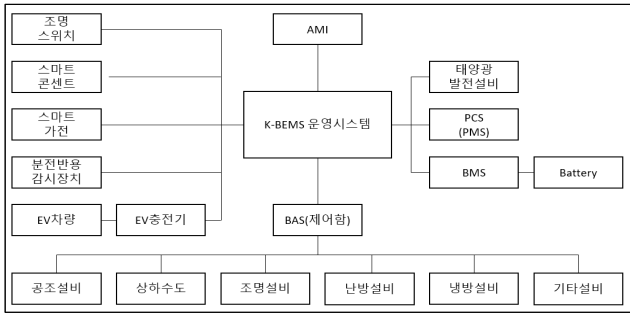 조명
스위치
AMI
스마트
콘센트
태양광
발전설비
스마트
가전
K-BEMS 운영시스템
PCS
(PMS)
분전반용
감시장치
BMS
Battery
EV차량
EV충전기
BAS(제어함)
공조설비
상하수도
조명설비
난방설비
냉방설비
기타설비